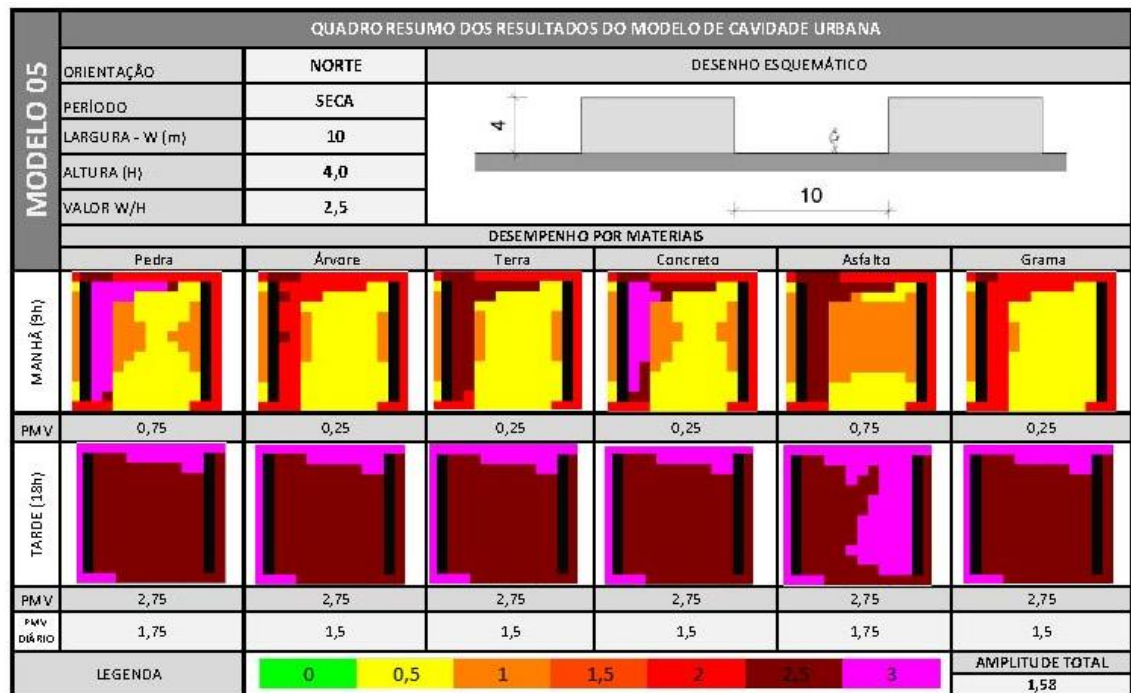 MODELO 05
QUADRO RESUMO DOS RESULTADOS DO MODELO DE CAVIDADE URBANA
ORIENTAÇÃO NORTE DESENHO ESQUEMÁTICO
PERÍODO SECA
LARGURA - W (m) 10
ALTURA (H) 4,0
VALOR W/H 2,5
4
10
DESEMPENHO POR MATERIAIS
Pedra Árvore Terra Concreto Asfalto Grama
MANHÃ (9h)
PMV 0,75 0,25 0,25 0,25 0,75 0,25
TARDE (18h)
PMV 2,75 2,75 2,75 2,75 2,75 2,75
PMV DIÁRIO 1,75 1,5 1,5 1,5 1,75 1,5
LEGENDA 0 0,5 1 1,5 2 2,5 3 AMPLITUDE TOTAL
1,58